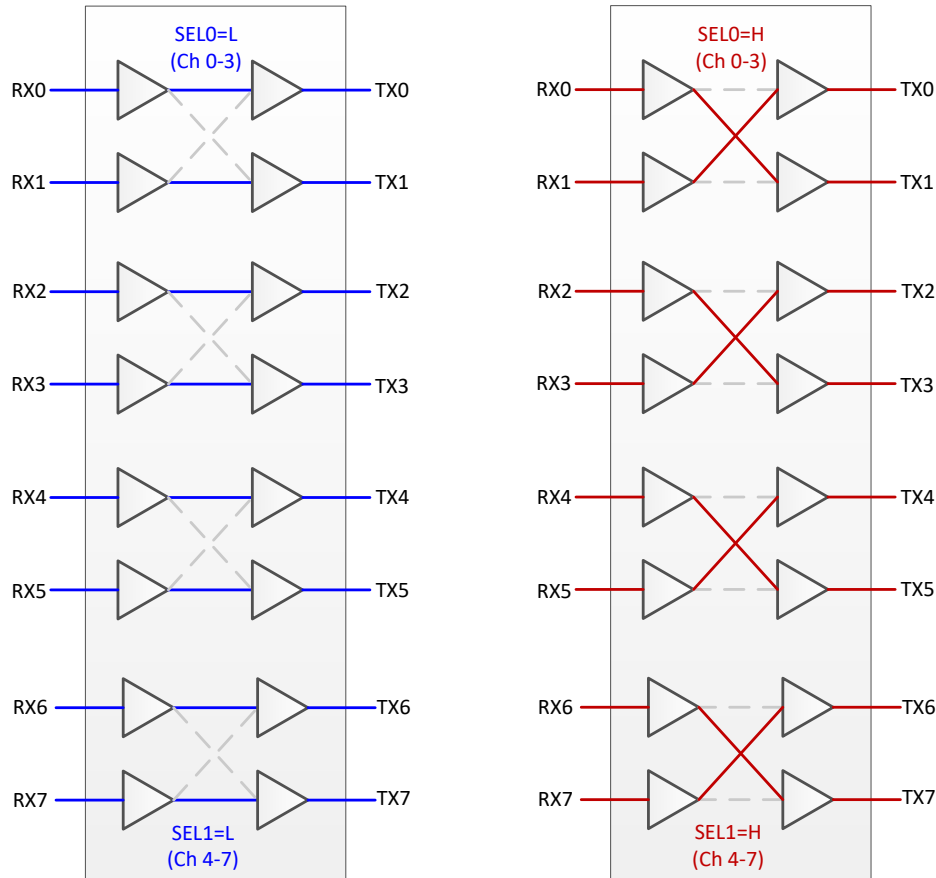 SEL0=L
(Ch 0-3)
RX0
TX0
RX1
TX1
RX2
TX2
RX3
TX3
RX4
TX4
RX5
TX5
RX6
TX6
RX7
TX7
SEL1=L
(Ch 4-7)
SEL0=H
(Ch 0-3)
RX0
TX0
RX1
TX1
RX2
TX2
RX3
TX3
RX4
TX4
RX5
TX5
RX6
TX6
RX7
TX7
SEL1=H
(Ch 4-7)